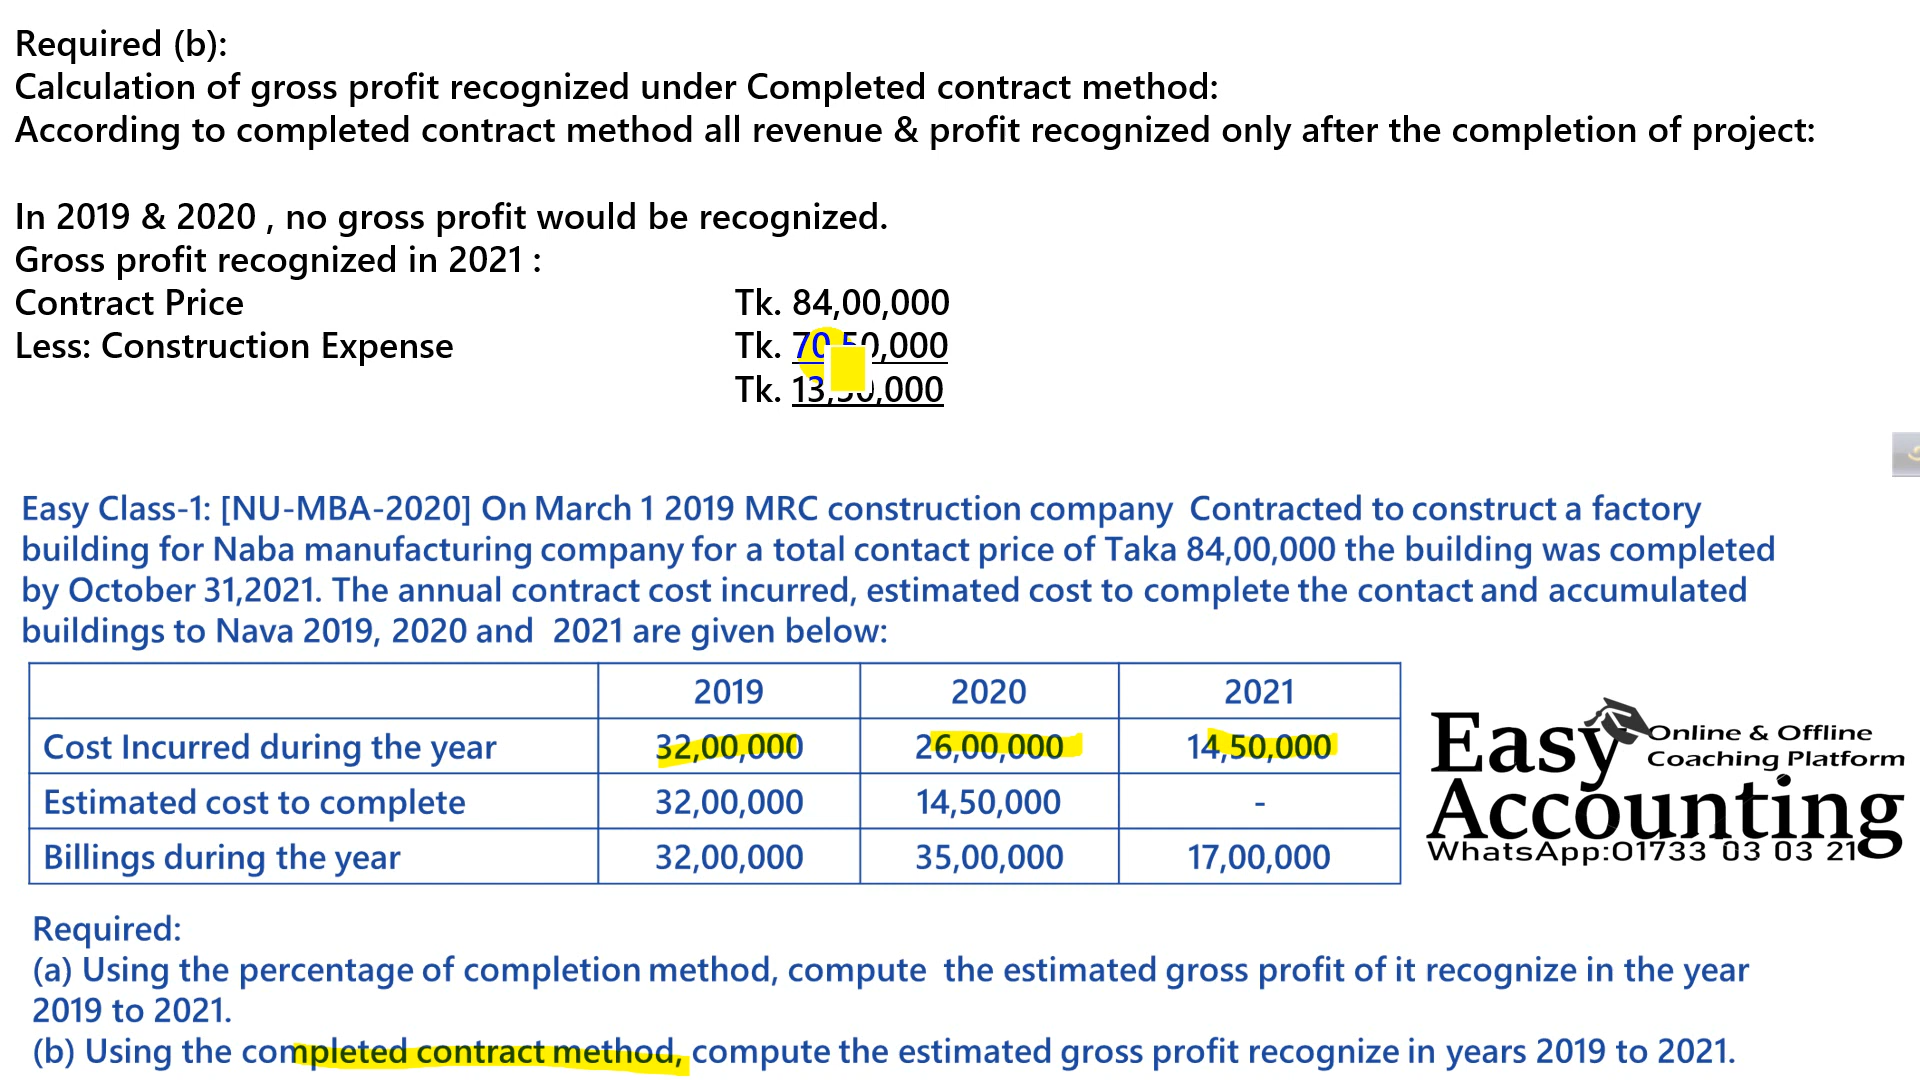 Required (b):
Calculation of gross profit recognized under Completed contract method:
According to completed contract method all revenue & profit recognized only after the completion of project:
In 2019 & 2020 , no gross profit would be recognized.
Gross profit recognized in 2021 :
Contract Price Tk. 84,00,000
Less: Construction Expense Tk. 70,50,000
Tk. 13,50,000
Easy Class-1: [NU-MBA-2020] On March 1 2019 MRC construction company Contracted to construct a factory
building for Naba manufacturing company for a total contact price of Taka 84,00,000 the building was completed
by October 31,2021. The annual contract cost incurred, estimated cost to complete the contact and accumulated
buildings to Nava 2019, 2020 and 2021 are given below:
2019 2020 2021
Cost Incurred during the year 32,00,000 26,00,000 14,50,000
Estimated cost to complete 32,00,000 14,50,000 -
Billings during the year 32,00,000 35,00,000 17,00,000
Easy Accounting
Online & Offline
Coaching Platform
WhatsApp:01733 03 03 21
Required:
(a) Using the percentage of completion method, compute the estimated gross profit of it recognize in the year
2019 to 2021.
(b) Using the completed contract method, compute the estimated gross profit recognize in years 2019 to 2021.